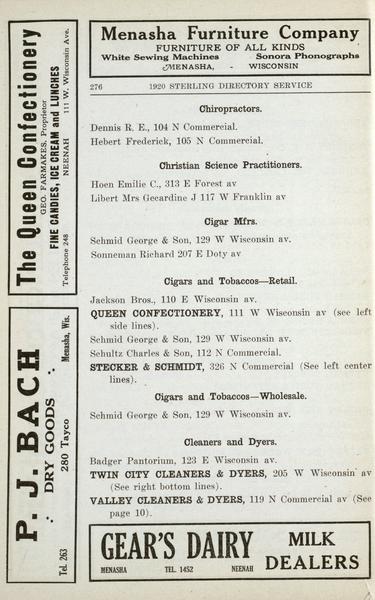 Menasha Furniture Company
FURNITURE OF ALL KINDS
White Sewing Machines Sonora Phonographs
MENASHA, - WISCONSIN
276 1920 STERLING DIRECTORY SERVICE
Chiropractors.
Dennis R. E., 104 N Commercial.
Hebert Frederick, 105 N Commercial.
Christian Science Practitioners.
Hoen Emilie C., 313 E Forest av
Libert Mrs Gecardine J 117 W Franklin av
Cigar Mfrs.
Schmid George & Son, 129 W Wisconsin av.
Sonneman Richard 207 E Doty av
Cigars and Tobaccos—Retail.
Jackson Bros., 110 E Wisconsin av.
QUEEN CONFECTIONERY, 111 W Wisconsin av (see left
side lines).
Schmid George & Son, 129 W Wisconsin av.
Schultz Charles & Son, 112 N Commercial.
STECKER & SCHMIDT, 326 N Commercial (See left center
lines).
Cigars and Tobaccos—Wholesale.
Schmid George & Son, 129 W Wisconsin av.
Cleaners and Dyers.
Badger Pantorium, 123 E Wisconsin av.
TWIN CITY CLEANERS & DYERS, 205 W Wisconsin av
(See right bottom lines).
VALLEY CLEANERS & DYERS, 119 N Commercial av (See
page 10).
The Queen Confectionery
GEO. FARMAKES, Proprietor
FINE CANDIES, ICE CREAM and LUNCHES
Telephone 248 NEENAH 111 W. Wisconsin Ave.
P. J. BACH
DRY GOODS
Tel. 263 280 Tayco Menasha, Wis.
GEAR'S DAIRY MILK
DEALERS
MENASHA TEL. 1452 NEENAH